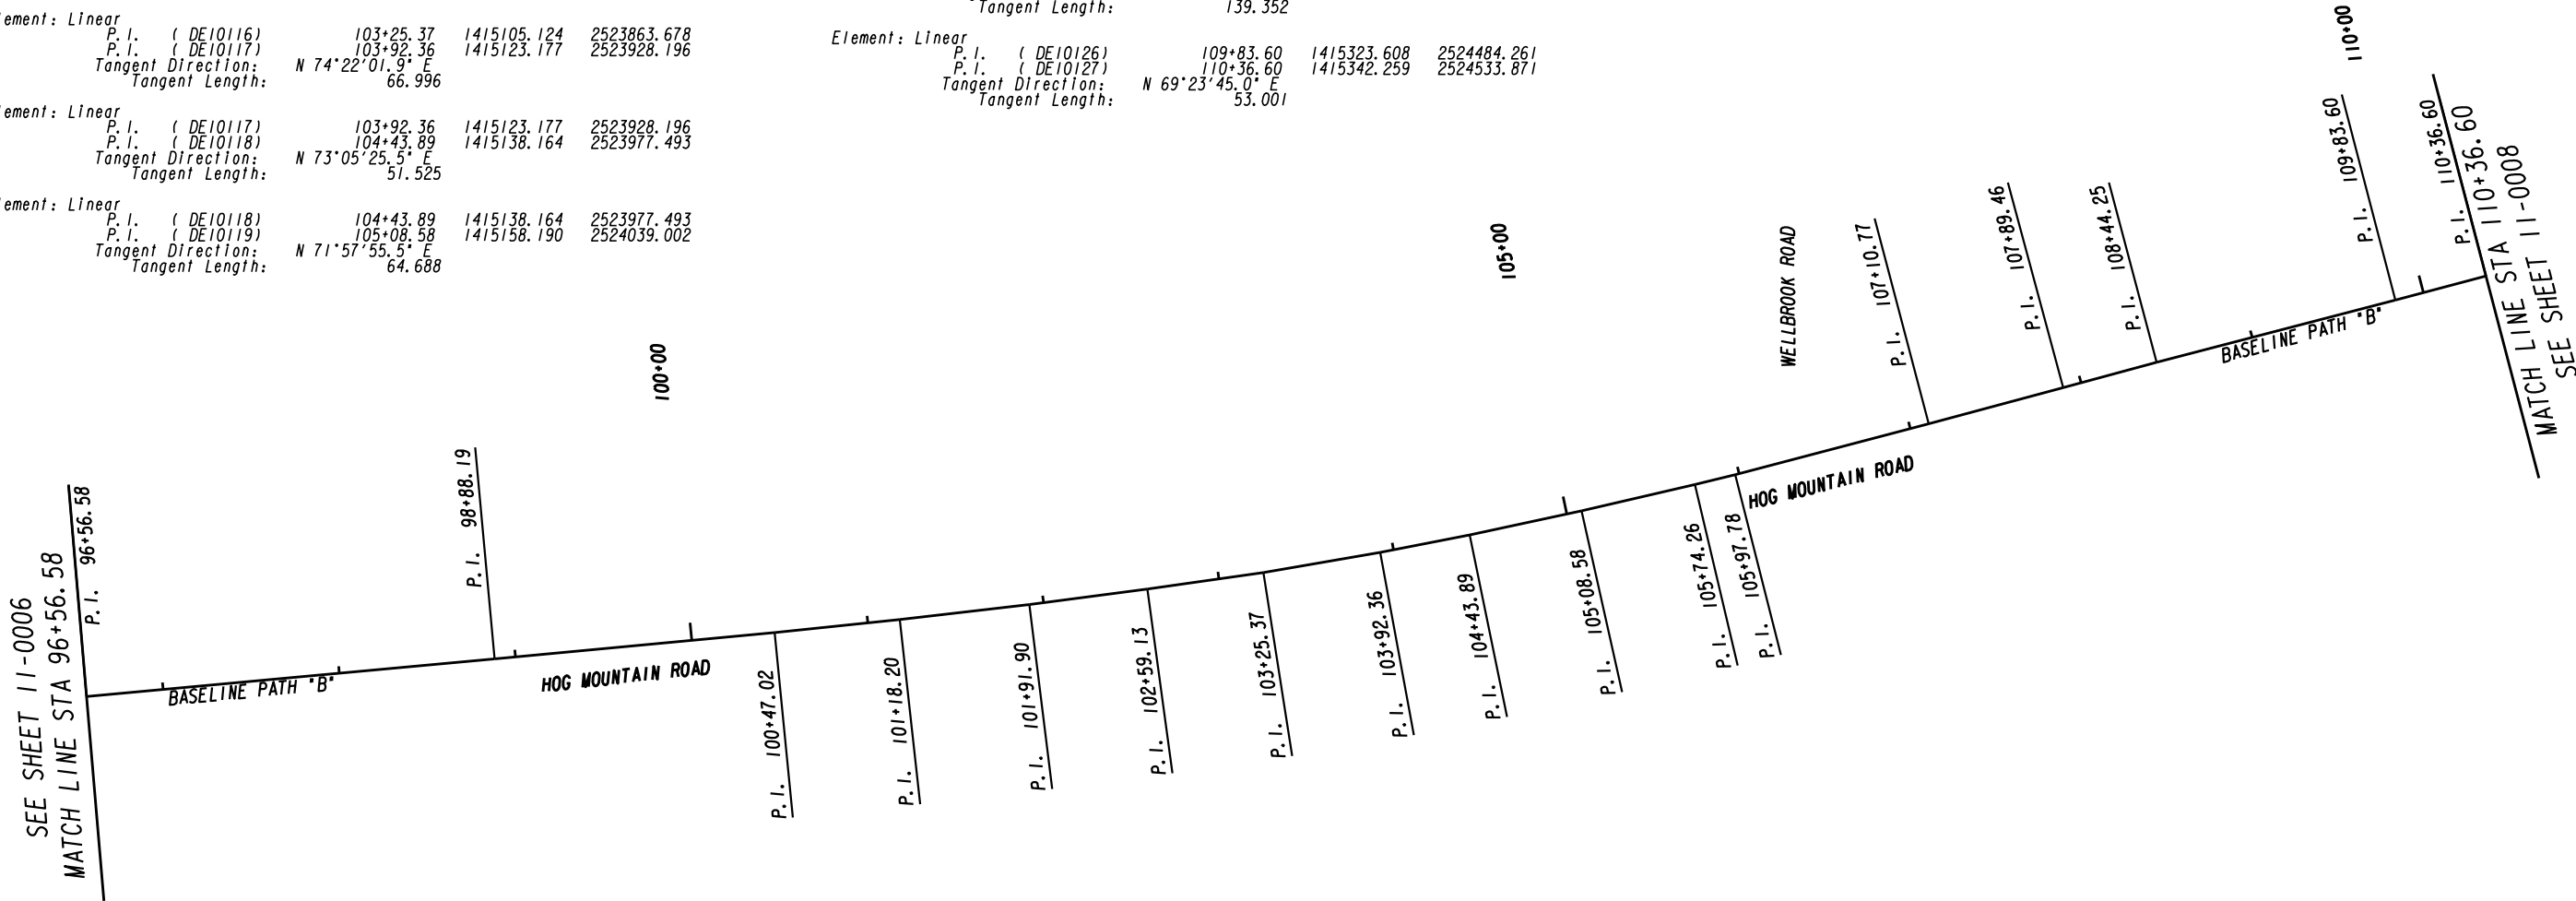 ement: Linear
P.I. ( DE10116) 103+25.37 1415105.124 2523863.678
P.I. ( DE10117) 103+92.36 1415123.177 2523928.196
Tangent Direction: N 74°22'01.9" E
Tangent Length: 66.996
ement: Linear
P.I. ( DE10117) 103+92.36 1415123.177 2523928.196
P.I. ( DE10118) 104+43.89 1415138.164 2523977.493
Tangent Direction: N 73°05'25.5" E
Tangent Length: 51.525
ement: Linear
P.I. ( DE10118) 104+43.89 1415138.164 2523977.493
P.I. ( DE10119) 105+08.58 1415158.190 2524039.002
Tangent Direction: N 71°57'55.5" E
Tangent Length: 64.688
Tangent Length: 139.352
Element: Linear
P.I. ( DE10126) 109+83.60 1415323.608 2524484.261
P.I. ( DE10127) 110+36.60 1415342.259 2524533.871
Tangent Direction: N 69°23'45.0" E
Tangent Length: 53.001
SEE SHEET 11-0006
MATCH LINE STA 96+56.58
P.I. 96+56.58
BASELINE PATH "B"
P.I. 98+88.19
HOG MOUNTAIN ROAD
100+00
P.I. 100+47.02
P.I. 101+18.20
P.I. 101+91.90
P.I. 102+59.13
P.I. 103+25.37
P.I. 103+92.36
P.I. 104+43.89
105+00
P.I. 105+08.58
P.I. 105+74.26
P.I. 105+97.78
HOG MOUNTAIN ROAD
WELLBROOK ROAD
P.I. 107+10.77
P.I. 107+89.46
P.I. 108+44.25
BASELINE PATH "B"
P.I. 109+83.60
110+00
P.I. 110+36.60
MATCH LINE STA 110+36.60
SEE SHEET 11-0008